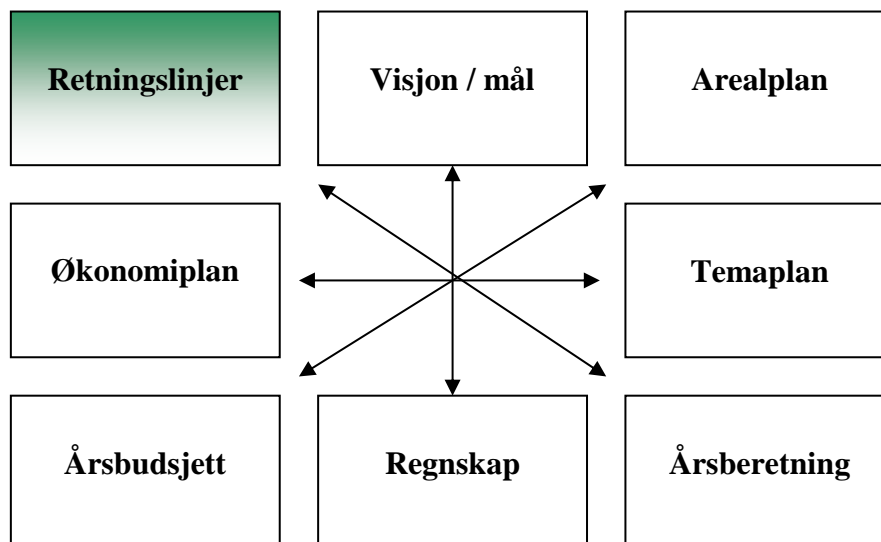 Retningslinjer
Visjon / mål
Arealplan
Økonomiplan
Temaplan
Årsbudsjett
Regnskap
Årsberetning